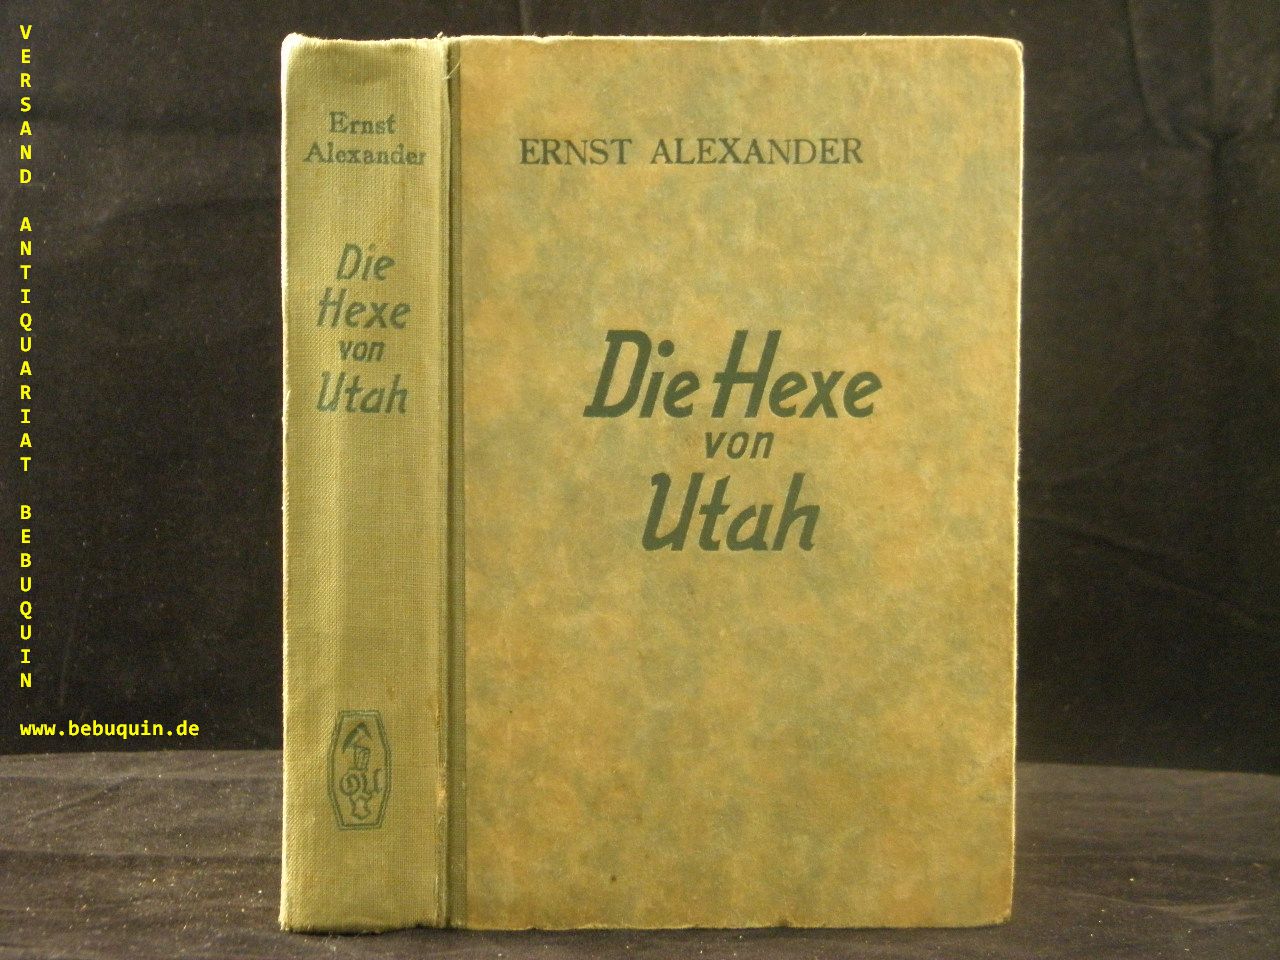 VERSAND ANTIQUARIAT BEBUQUIN
www.bebuquin.de
Ernst
Alexander
Die
Hexe
von
Utah
ERNST ALEXANDER
Die Hexe
von
Utah